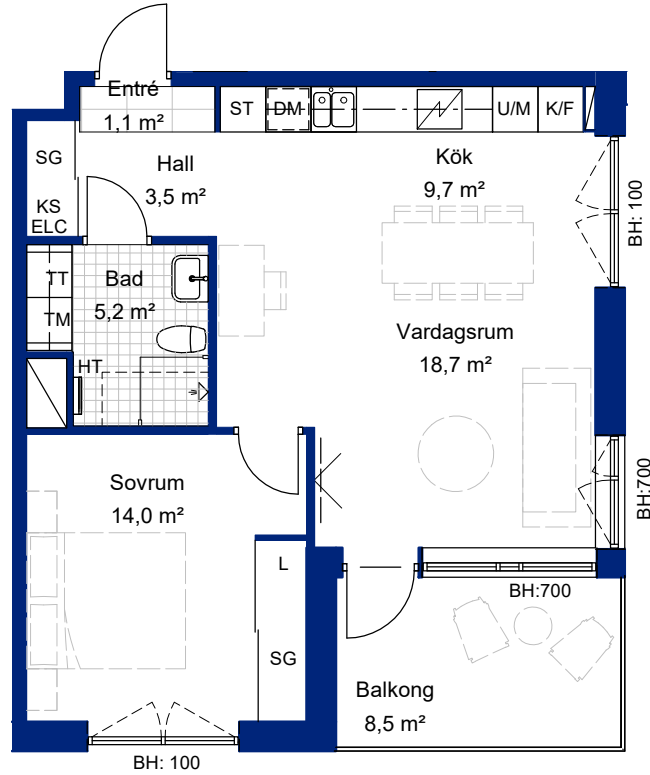 Entré
1,1 m²
ST
DM
U/M
K/F
SG
Hall
3,5 m²
Kök
9,7 m²
KS
ELC
BH: 100
TT
Bad
5,2 m²
TM
Vardagsrum
18,7 m²
HT
BH:700
Sovrum
14,0 m²
L
BH:700
SG
Balkong
8,5 m²
BH: 100